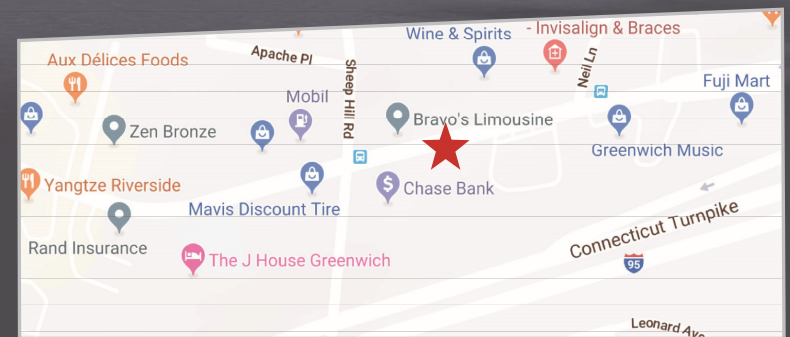 Wine & Spirits
- Invisalign & Braces
Aux Délices Foods
Apache Pl
Sheep Hill Rd
Neil Ln
Fuji Mart
Mobil
Zen Bronze
Bravo's Limousine
Greenwich Music
Yangtze Riverside
$
Chase Bank
Mavis Discount Tire
Rand Insurance
The J House Greenwich
Connecticut Turnpike
95
Leonard Ave